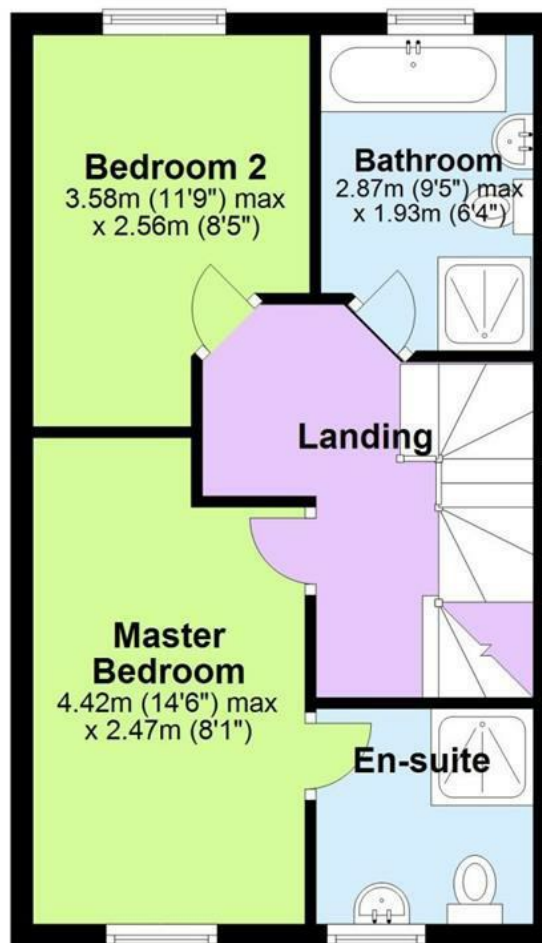 Bedroom 2
3.58m (11'9") max
x 2.56m (8'5")
Bathroom
2.87m (9'5") max
x 1.93m (6'4")
Landing
Master
Bedroom
4.42m (14'6") max
x 2.47m (8'1")
En-suite